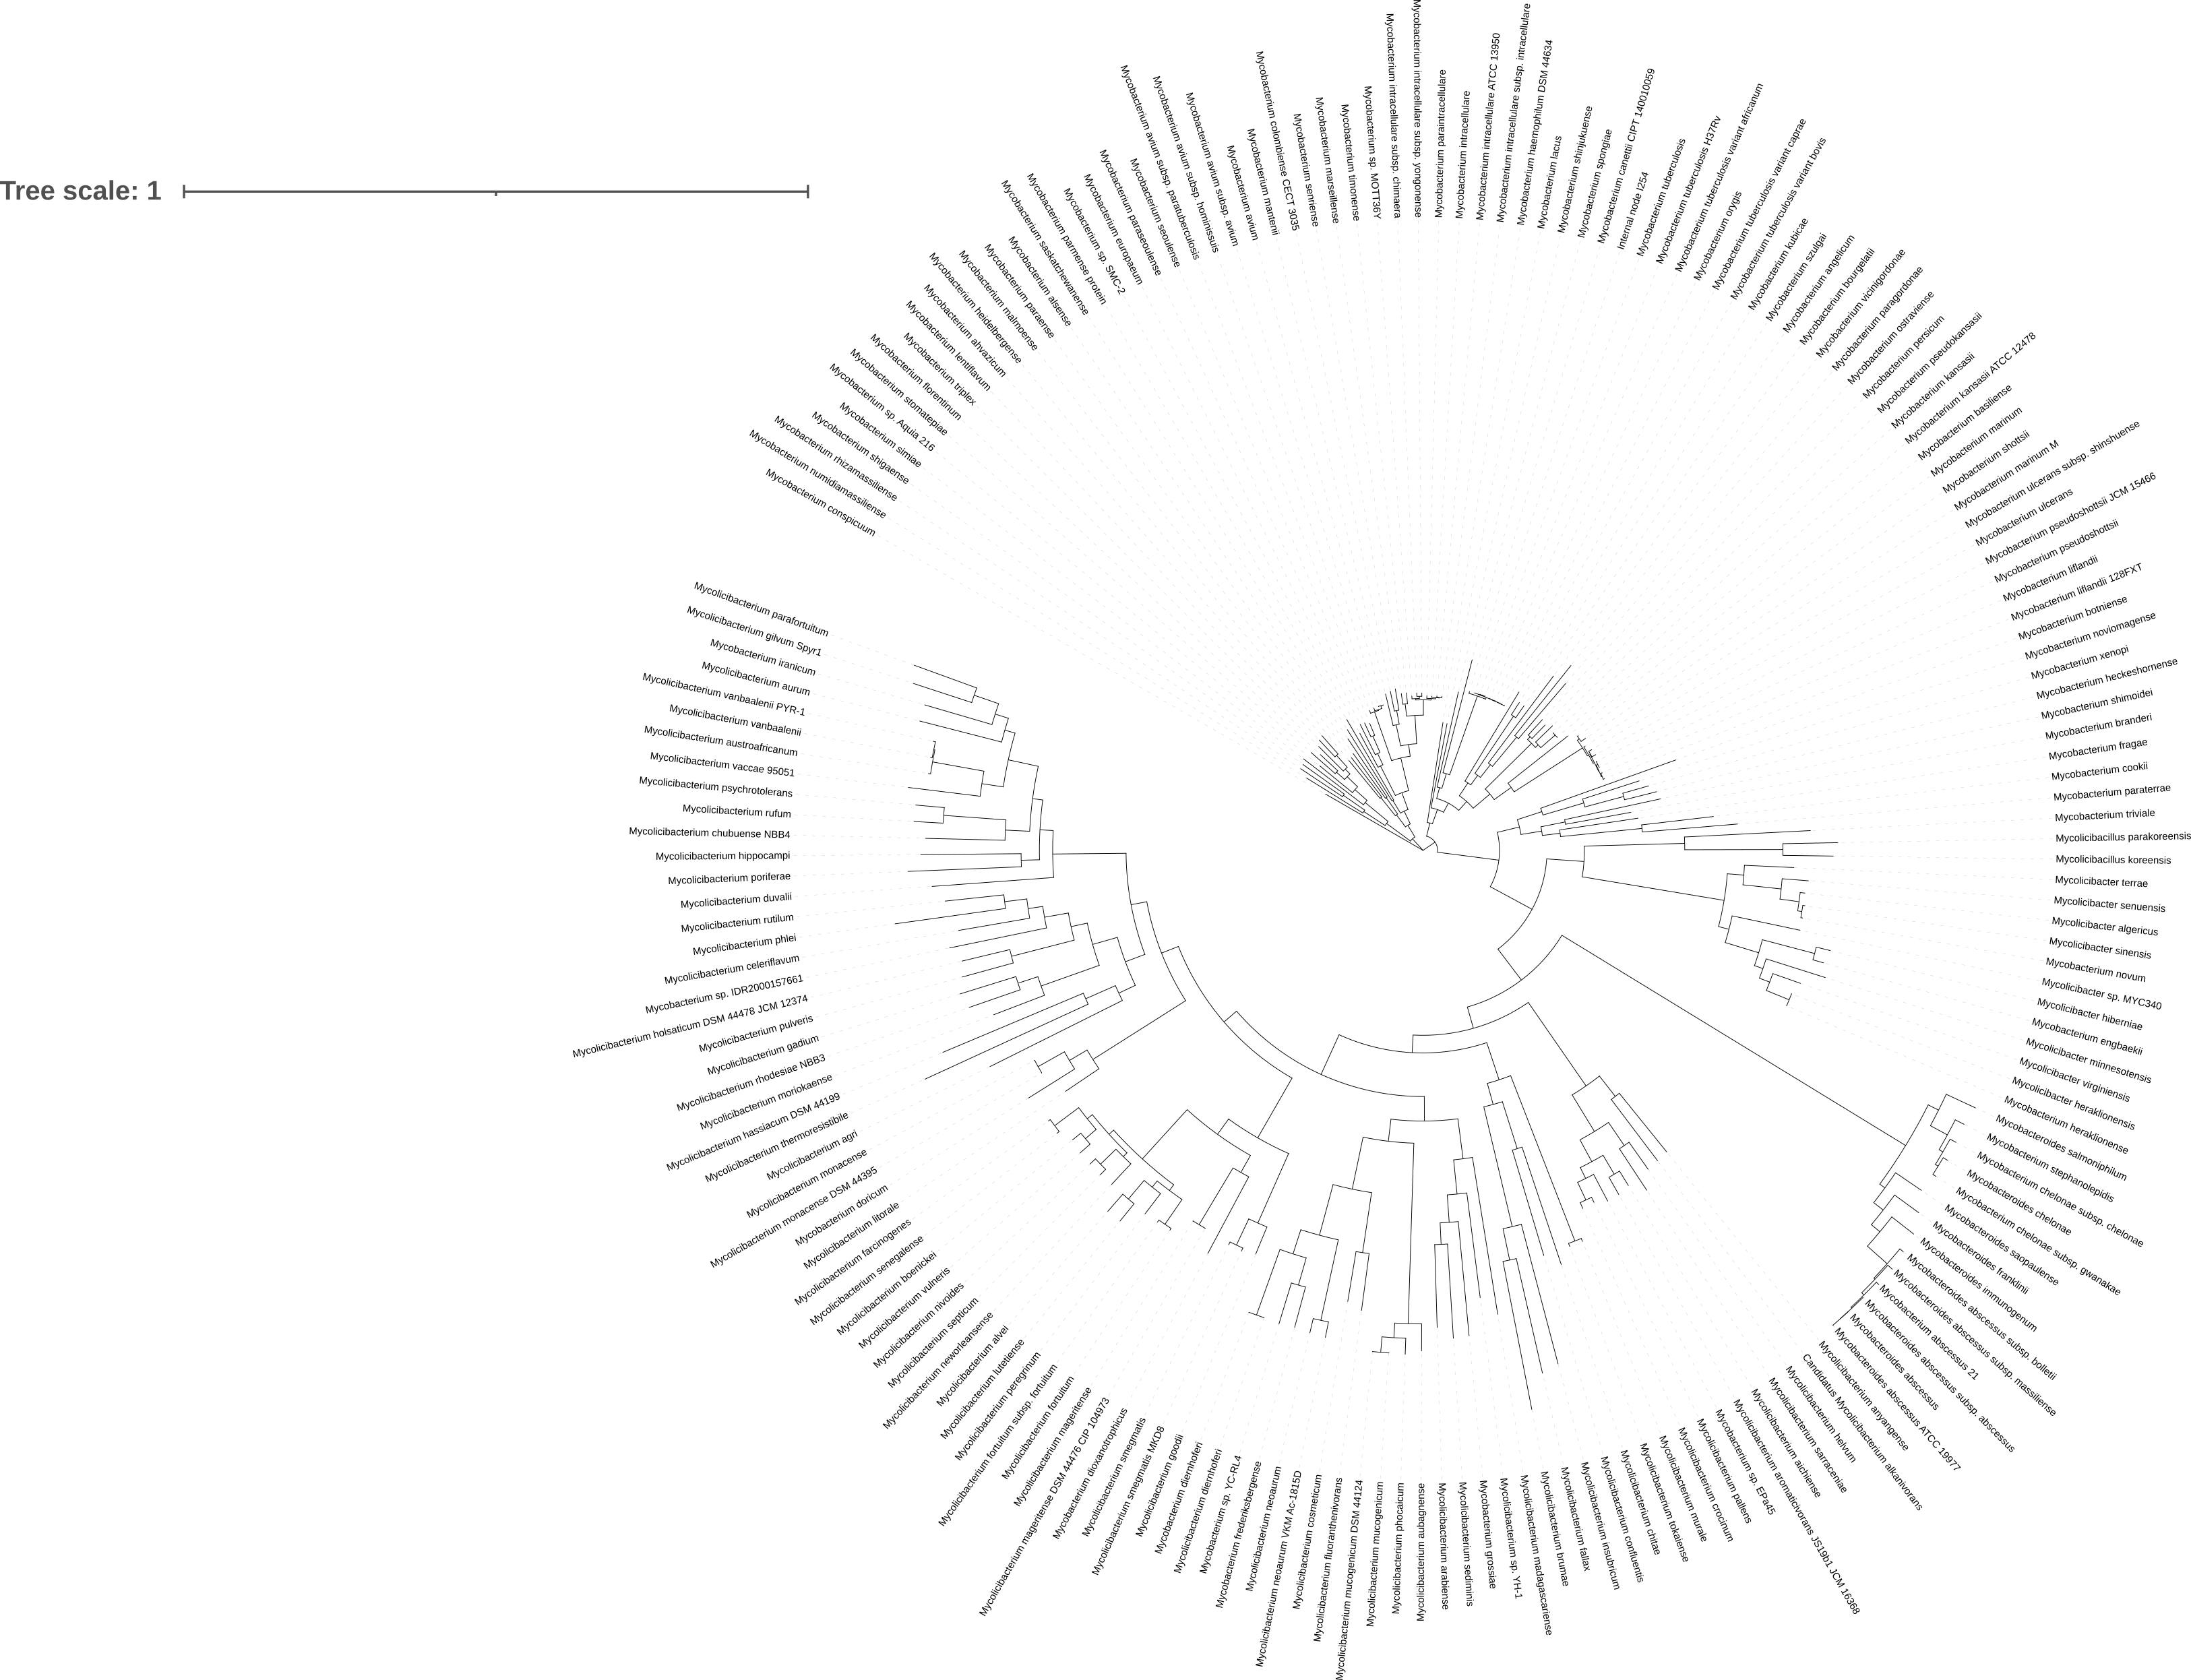 Tree scale: 1
Mycobacterium conspicuum
Mycobacterium numidiamassiliense
Mycobacterium rhizamassiliense
Mycobacterium shigaense
Mycobacterium simiae
Mycobacterium sp. Aquia 216
Mycobacterium stomatepiae
Mycobacterium florentinum
Mycobacterium triplex
Mycobacterium lentiflavum
Mycobacterium ahvazicum
Mycobacterium heidelbergense
Mycobacterium malmoense
Mycobacterium paraense
Mycobacterium alsense
Mycobacterium saskatchewanense
Mycobacterium parmense protein
Mycobacterium sp. SMC-2
Mycobacterium europaeum
Mycobacterium paraseoulense
Mycobacterium seoulense
Mycobacterium avium subsp. paratuberculosis
Mycobacterium avium subsp. hominissuis
Mycobacterium avium subsp. avium
Mycobacterium avium
Mycobacterium mantenii
Mycobacterium colombiense CECT 3035
Mycobacterium senriense
Mycobacterium marseillense
Mycobacterium timonense
Mycobacterium sp. MOTT36Y
Mycobacterium intracellulare subsp. chimaera
Mycobacterium intracellulare subsp. yongonense
Mycobacterium paraintracellulare
Mycobacterium intracellulare
Mycobacterium intracellulare ATCC 13950
Mycobacterium intracellulare subsp. intracellulare
Mycobacterium haemophilum DSM 44634
Mycobacterium lacus
Mycobacterium shinjukuense
Mycobacterium spongiae
Mycobacterium canettii CIPT 140010059
Internal node I254
Mycobacterium tuberculosis
Mycobacterium tuberculosis H37Rv
Mycobacterium tuberculosis variant africanum
Mycobacterium orygis
Mycobacterium tuberculosis variant caprae
Mycobacterium tuberculosis variant bovis
Mycobacterium kubicae
Mycobacterium szulgai
Mycobacterium angelicum
Mycobacterium bourgelatii
Mycobacterium vicinigordonae
Mycobacterium paragordonae
Mycobacterium ostraviense
Mycobacterium persicum
Mycobacterium pseudokansasii
Mycobacterium kansasii
Mycobacterium kansasii ATCC 12478
Mycobacterium basiliense
Mycobacterium marinum
Mycobacterium shottsii
Mycobacterium marinum M
Mycobacterium ulcerans subsp. shinshuense
Mycobacterium ulcerans
Mycobacterium pseudoshottsii JCM 15466
Mycobacterium pseudoshottsii
Mycobacterium liflandii
Mycobacterium liflandii 128FXT
Mycobacterium botniense
Mycobacterium noviomagense
Mycobacterium xenopi
Mycobacterium heckeshornense
Mycobacterium shimoidei
Mycobacterium branderi
Mycobacterium fragae
Mycobacterium cookii
Mycobacterium paraterrae
Mycobacterium triviale
Mycolicibacillus parakoreensis
Mycolicibacillus koreensis
Mycolicibacter terrae
Mycolicibacter senuensis
Mycolicibacter algericus
Mycolicibacter sinensis
Mycobacterium novum
Mycolicibacter sp. MYC340
Mycolicibacter hiberniae
Mycobacterium engbaekii
Mycolicibacter minnesotensis
Mycolicibacter virginiensis
Mycolicibacter heraklionensis
Mycobacterium heraklionense
Mycobacteroides salmoniphilum
Mycobacterium stephanolepidis
Mycobacterium chelonae subsp. chelonae
Mycobacteroides chelonae
Mycobacterium chelonae subsp. gwanakae
Mycobacteroides saopaulense
Mycobacteroides franklinii
Mycobacteroides immunogenum
Mycobacteroides abscessus subsp. bolletii
Mycobacteroides abscessus subsp. massiliense
Mycobacterium abscessus 21
Mycobacteroides abscessus subsp. abscessus
Mycobacteroides abscessus
Mycobacteroides abscessus ATCC 19977
Mycolicibacterium anyangense
Candidatus Mycolicibacterium alkanivorans
Mycolicibacterium helvum
Mycolicibacterium sarraceniae
Mycolicibacterium aichiense
Mycolicibacterium aromaticivorans JS19b1 JCM 16368
Mycobacterium sp. EPa45
Mycolicibacterium pallens
Mycolicibacterium crocinum
Mycolicibacterium murale
Mycolicibacterium tokaiense
Mycolicibacterium chitae
Mycolicibacterium confluentis
Mycolicibacterium insubricum
Mycolicibacterium fallax
Mycolicibacterium brumae
Mycolicibacterium madagascariense
Mycolicibacterium sp. YH-1
Mycobacterium grossiae
Mycolicibacterium sediminis
Mycolicibacterium arabiense
Mycolicibacterium aubagnense
Mycolicibacterium phocaicum
Mycolicibacterium mucogenicum
Mycolicibacterium mucogenicum DSM 44124
Mycolicibacterium fluoranthenivorans
Mycolicibacterium cosmeticum
Mycolicibacterium neoaurum VKM Ac-1815D
Mycolicibacterium neoaurum
Mycobacterium frederiksbergense
Mycobacterium sp. YC-RL4
Mycolicibacterium diernhoferi
Mycobacterium diernhoferi
Mycolicibacterium goodii
Mycolicibacterium smegmatis MKD8
Mycolicibacterium smegmatis
Mycobacterium dioxanotrophicus
Mycolicibacterium mageritense DSM 44476 CIP 104973
Mycolicibacterium mageritense
Mycolicibacterium fortuitum
Mycolicibacterium fortuitum subsp. fortuitum
Mycolicibacterium peregrinum
Mycolicibacterium lutetiense
Mycolicibacterium alvei
Mycolicibacterium neworleansense
Mycolicibacterium septicum
Mycolicibacterium nivoides
Mycolicibacterium vulneris
Mycolicibacterium boenickei
Mycolicibacterium senegalense
Mycolicibacterium farcinogenes
Mycolicibacterium litorale
Mycobacterium doricum
Mycolicibacterium monacense DSM 44395
Mycolicibacterium monacense
Mycolicibacterium agri
Mycolicibacterium thermoresistibile
Mycolicibacterium hassiacum DSM 44199
Mycolicibacterium moriokaense
Mycolicibacterium rhodesiae NBB3
Mycolicibacterium gadium
Mycolicibacterium pulveris
Mycolicibacterium holsaticum DSM 44478 JCM 12374
Mycobacterium sp. IDR2000157661
Mycolicibacterium celeriflavum
Mycolicibacterium phlei
Mycolicibacterium rutilum
Mycolicibacterium duvalii
Mycolicibacterium poriferae
Mycolicibacterium hippocampi
Mycolicibacterium chubuense NBB4
Mycolicibacterium rufum
Mycolicibacterium psychrotolerans
Mycolicibacterium vaccae 95051
Mycolicibacterium austroafricanum
Mycolicibacterium vanbaalenii
Mycolicibacterium vanbaalenii PYR-1
Mycolicibacterium aurum
Mycobacterium iranicum
Mycolicibacterium gilvum Spyr1
Mycolicibacterium parafortuitum